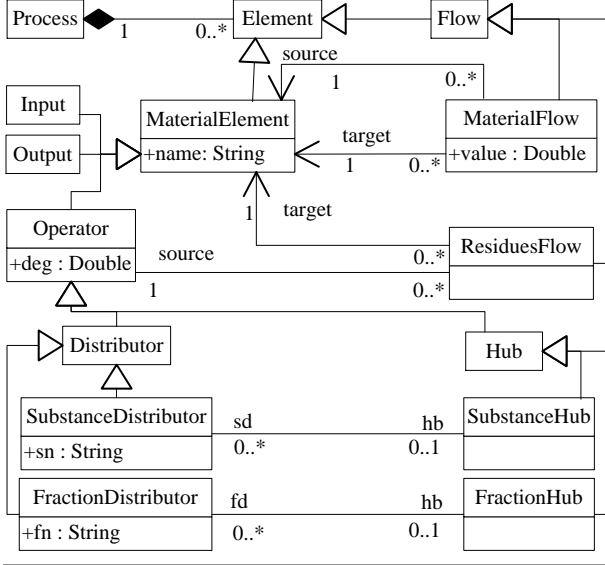 Process
1
0..*
Element
Flow
source
1
0..*
Input
Output
MaterialElement
+name: String
target
1
0..*
MaterialFlow
+value : Double
1
target
0..*
Operator
+deg : Double
source
1
0..*
ResiduesFlow
Distributor
Hub
SubstanceDistributor
+sn : String
sd
0..*
hb
0..1
SubstanceHub
FractionDistributor
+fn : String
fd
0..*
hb
0..1
FractionHub